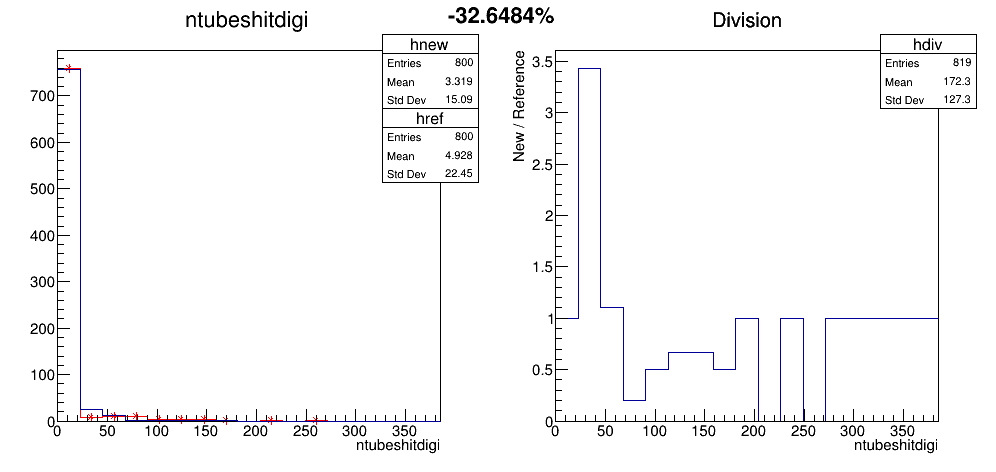 -32.6484%
ntubeshitdigi
hnew
Entries 800
Mean 3.319
Std Dev 15.09
href
Entries 800
Mean 4.928
Std Dev 22.45
700
600
500
400
300
200
100
0
0 50 100 150 200 250 300 350
ntubeshitdigi
Division
hdiv
Entries 819
Mean 172.3
Std Dev 127.3
New / Reference
3.5
3
2.5
2
1.5
1
0.5
0
0 50 100 150 200 250 300 350
ntubeshitdigi